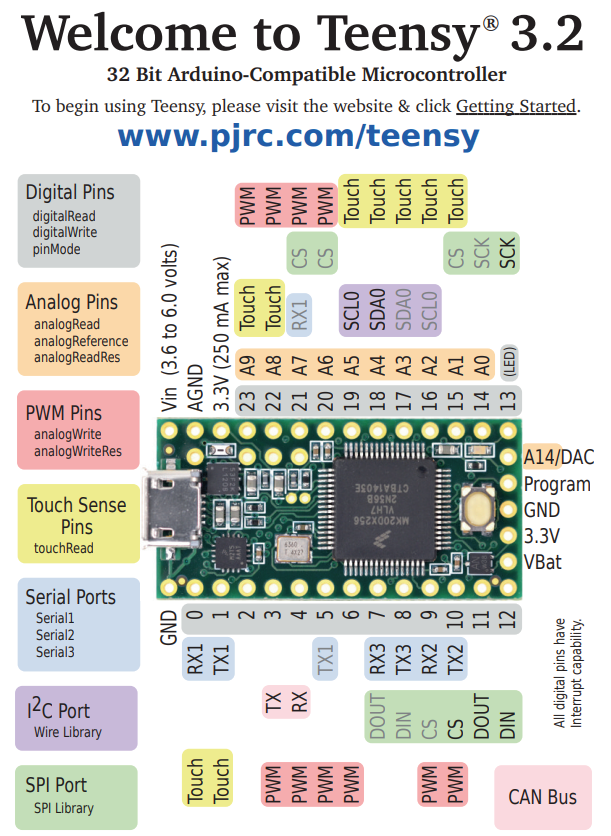 Welcome to Teensy® 3.2
32 Bit Arduino-Compatible Microcontroller
To begin using Teensy, please visit the website & click Getting Started.
www.pjrc.com/teensy
Digital Pins
digitalRead
digitalWrite
pinMode
Analog Pins
analogRead
analogReference
analogReadRes
PWM Pins
analogWrite
analogWriteRes
Touch Sense
Pins
touchRead
Serial Ports
Serial1
Serial2
Serial3
I2C Port
Wire Library
SPI Port
SPI Library
PWM PWM PWM PWM Touch Touch Touch Touch Touch
CS CS CS SCK SCK
Touch Touch RX1 SCL0 SDA0 SDA0 SCL0
Vin (3.6 to 6.0 volts)
AGND
3.3V (250 mA max)
A9 A8 A7 A6 A5 A4 A3 A2 A1 A0 (LED)
23 22 21 20 19 18 17 16 15 14 13
MK20DX256
VLH7
2N36B
CTBA1403E
A14/DAC
Program
GND
3.3V
VBat
GND 0 1 2 3 4 5 6 7 8 9 10 11 12
RX1 TX1 TX1 RX3 TX3 RX2 TX2
TX RX
DOUT DIN CS CS DOUT DIN
Touch Touch PWM PWM PWM PWM PWM PWM
All digital pins have
Interrupt capability.
CAN Bus